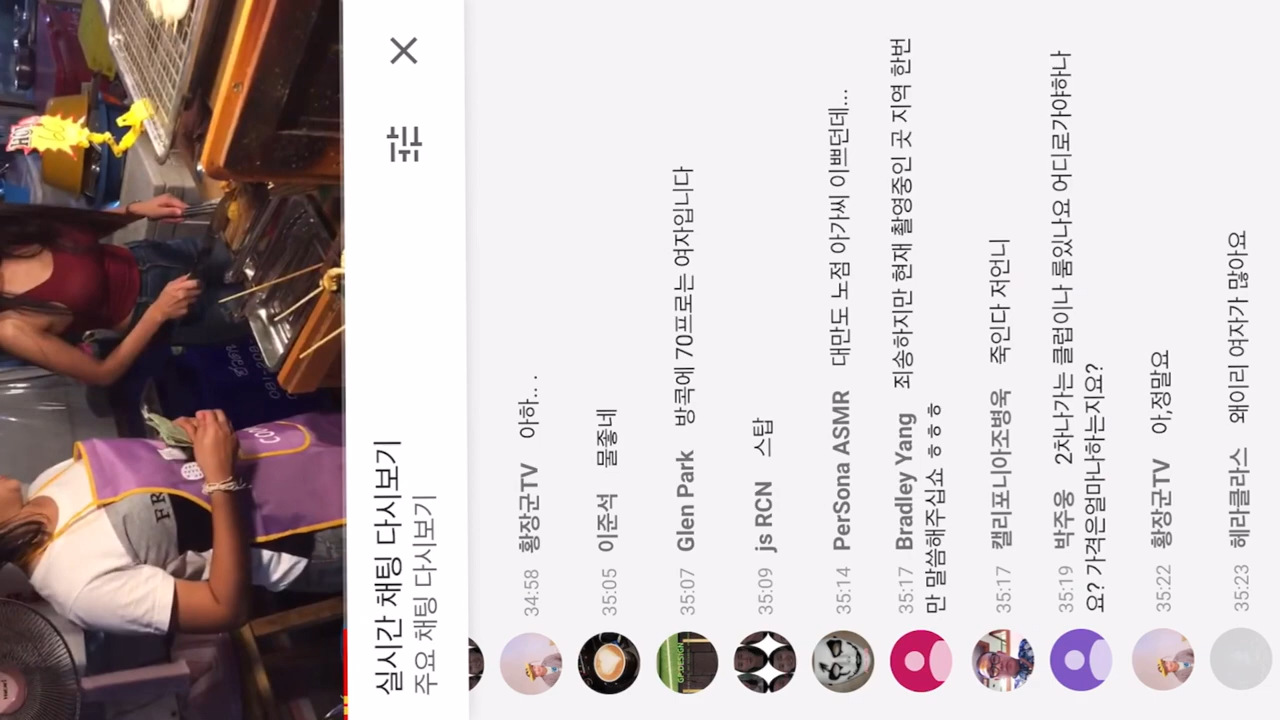 HOT
60
FR
CON
081-208
실시간 채팅 다시보기
주요 채팅 다시보기
34:58 황장군TV 아하.. .
35:05 이준석 물좋네
35:07 Glen Park 방콕에 70프로는 여자입니다
35:09 js RCN 스탑
35:14 PerSona ASMR 대만도 노점 아가씨 이쁘던데...
35:17 Bradley Yang 죄송하지만 현재 촬영중인 곳 지역 한번
만 말씀해주십쇼 ㅎㅎㅎ
35:17 캘리포니아조병욱 죽인다 저언니
35:19 박주웅 2차나가는 클럽이나 룸있나요 어디로가야하나
요? 가격은얼마나하는지요?
35:22 황장군TV 아,정말요
35:23 헤라클라스 왜이리 여자가 많아요
GP.DESIGN